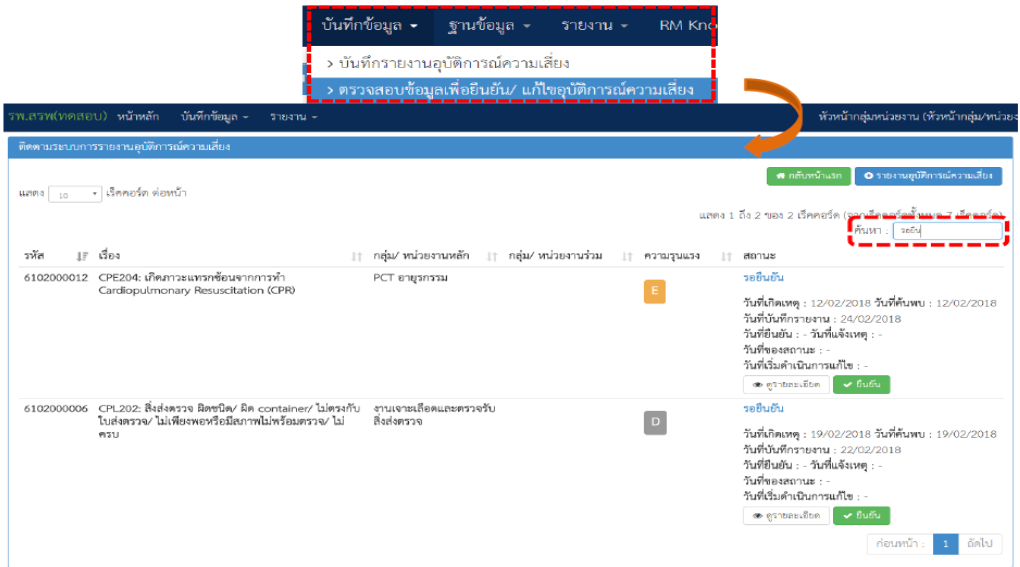 บันทึกข้อมูล ฐานข้อมูล รายงาน RM Kno
> บันทึกรายงานอุบัติการณ์ความเสี่ยง
> ตรวจสอบข้อมูลเพื่อยืนยัน/ แก้ไขอุบัติการณ์ความเสี่ยง
รพ.สรพ(ทดสอบ) หน้าหลัก บันทึกข้อมูล รายงาน หัวหน้ากลุ่มหน่วยงาน (หัวหน้ากลุ่ม/หน่วยง
ติดตามระบบการรายงานอุบัติการณ์ความเสี่ยง
กลับหน้าแรก รายงานอุบัติการณ์ความเสี่ยง
แสดง 10 เร็คคอร์ด ต่อหน้า
แสดง 1 ถึง 2 ของ 2 เร็คคอร์ด (จากเร็คคอร์ดทั้งหมด 7 เร็คคอร์ด)
ค้นหา : รอยืน
รหัส เรื่อง กลุ่ม/ หน่วยงานหลัก กลุ่ม/ หน่วยงานร่วม ความรุนแรง สถานะ
6102000012 CPE204: เกิดภาวะแทรกซ้อนจากการทำ PCT อายุรกรรม รอยืนยัน
Cardiopulmonary Resuscitation (CPR)
E
วันที่เกิดเหตุ : 12/02/2018 วันที่ค้นพบ : 12/02/2018
วันที่บันทึกรายงาน : 24/02/2018
วันที่ยืนยัน : - วันที่แจ้งเหตุ : -
วันที่ของสถานะ : -
วันที่เริ่มดำเนินการแก้ไข : -
ดูรายละเอียด ยืนยัน
6102000006 CPL202: สิ่งส่งตรวจ ผิดชนิด/ ผิด container/ ไม่ตรงกับ งานเจาะเลือดและตรวจรับ รอยืนยัน
ใบส่งตรวจ/ ไม่เพียงพอหรือมีสภาพไม่พร้อมตรวจ/ ไม่ สิ่งส่งตรวจ
D
ครบ
วันที่เกิดเหตุ : 19/02/2018 วันที่ค้นพบ : 19/02/2018
วันที่บันทึกรายงาน : 22/02/2018
วันที่ยืนยัน : - วันที่แจ้งเหตุ : -
วันที่ของสถานะ : -
วันที่เริ่มดำเนินการแก้ไข : -
ดูรายละเอียด ยืนยัน
ก่อนหน้า : 1 ถัดไป